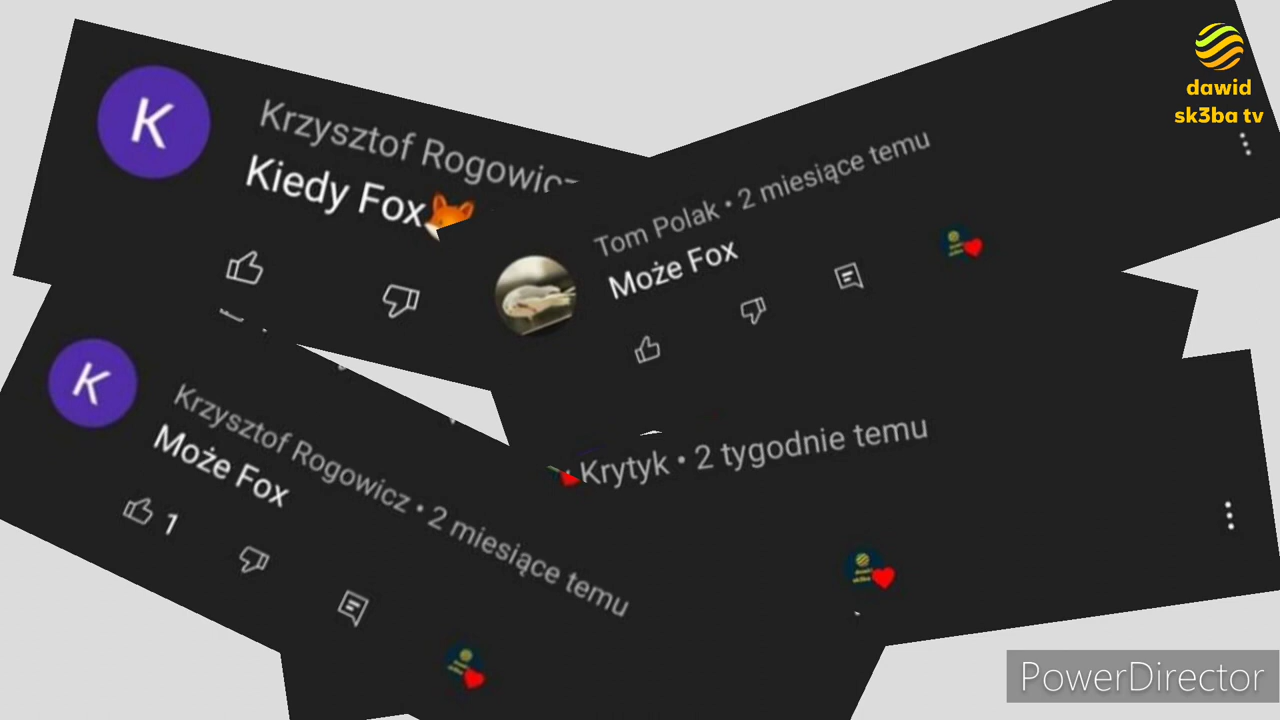 K
Krzysztof Rogowicz
Kiedy Fox🦊
dawid
sk3ba tv
Tom Polak • 2 miesiące temu
Może Fox
K
Krzysztof Rogowicz • 2 miesiące temu
Może Fox
1
Krytyk • 2 tygodnie temu
PowerDirector